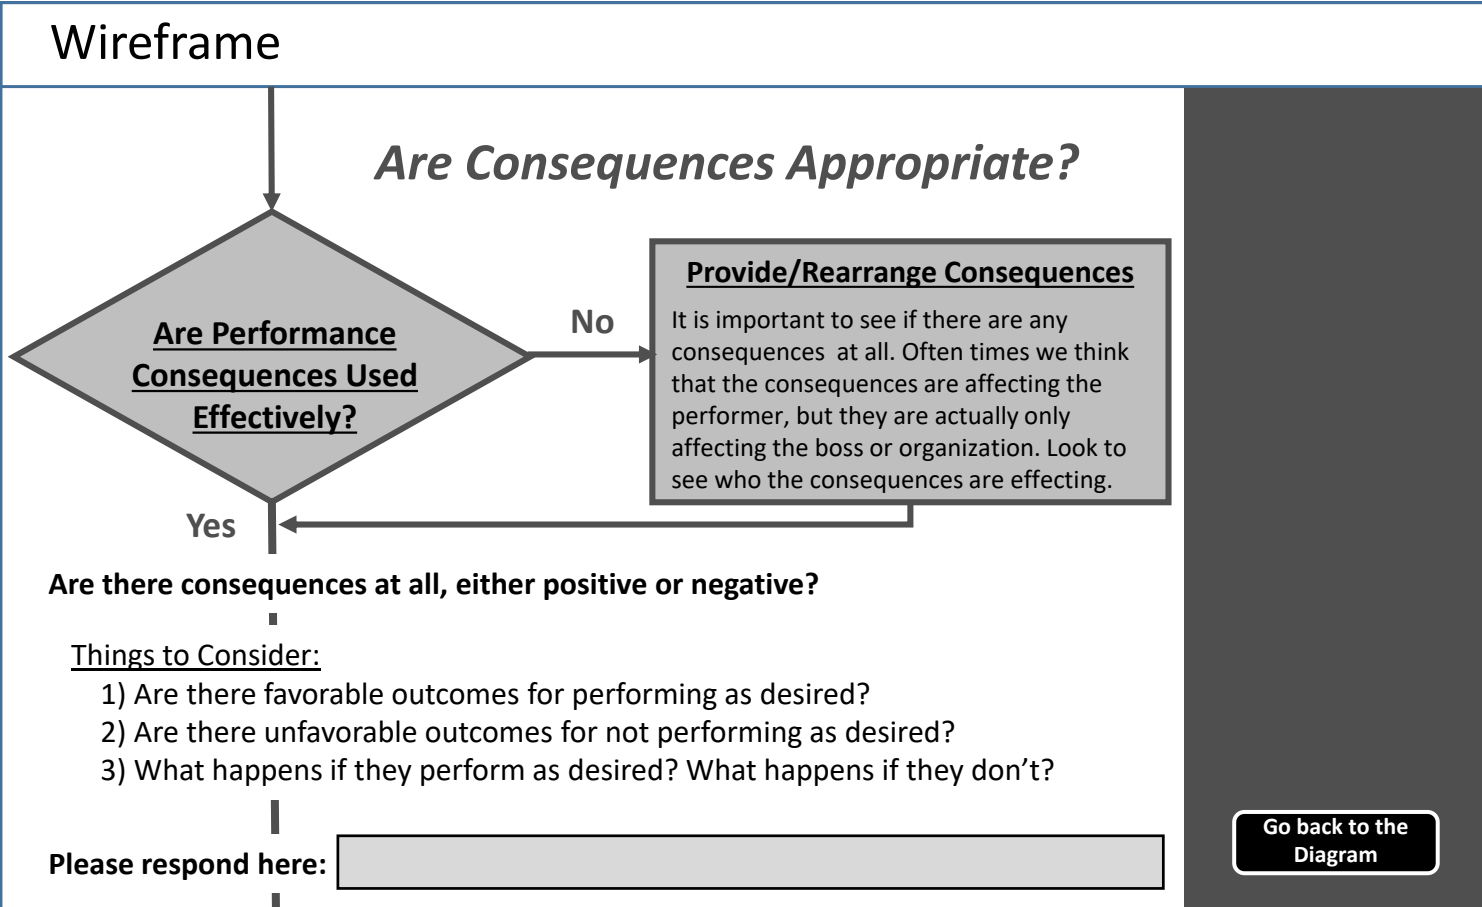 Wireframe
Are Consequences Appropriate?
Are Performance
Consequences Used
Effectively?
No
Provide/Rearrange Consequences
It is important to see if there are any
consequences  at all. Often times we think
that the consequences are affecting the
performer, but they are actually only
affecting the boss or organization. Look to
see who the consequences are effecting.
Yes
Are there consequences at all, either positive or negative?
Things to Consider:
1) Are there favorable outcomes for performing as desired?
2) Are there unfavorable outcomes for not performing as desired?
3) What happens if they perform as desired? What happens if they don’t?
Please respond here:
Go back to the
Diagram